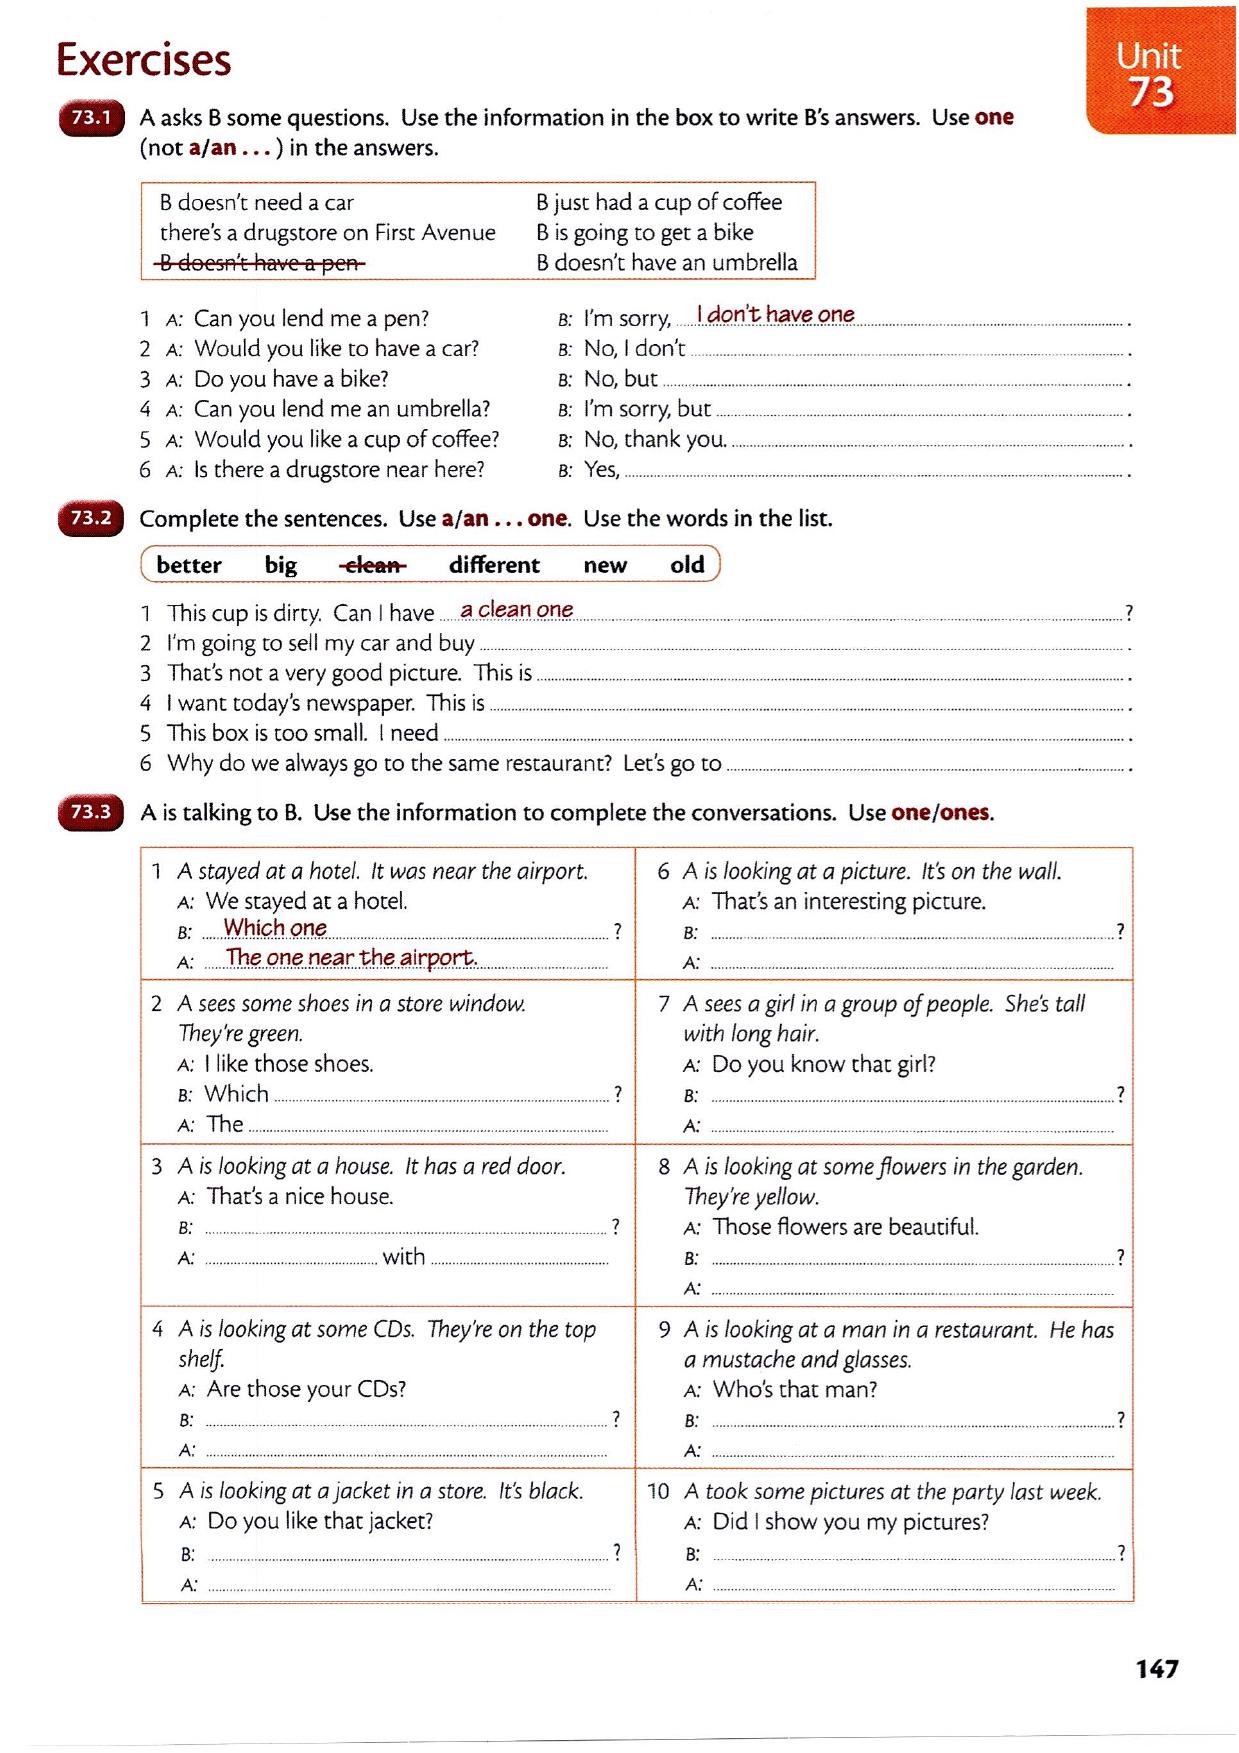 Exercises
Unit
73
73.1 A asks B some questions. Use the information in the box to write B's answers. Use one
(not a/an . . . ) in the answers.
B doesn't need a car B just had a cup of coffee
there's a drugstore on First Avenue B is going to get a bike
B doesn't have a pen B doesn't have an umbrella
1 A: Can you lend me a pen? B: I'm sorry, I don't have one .
2 A: Would you like to have a car? B: No, I don't .
3 A: Do you have a bike? B: No, but .
4 A: Can you lend me an umbrella? B: I'm sorry, but .
5 A: Would you like a cup of coffee? B: No, thank you. .
6 A: Is there a drugstore near here? B: Yes, .
73.2 Complete the sentences. Use a/an . . . one. Use the words in the list.
better big clean different new old
1 This cup is dirty. Can I have a clean one ?
2 I'm going to sell my car and buy .
3 That's not a very good picture. This is .
4 I want today's newspaper. This is .
5 This box is too small. I need .
6 Why do we always go to the same restaurant? Let's go to .
73.3 A is talking to B. Use the information to complete the conversations. Use one/ones.
1 A stayed at a hotel. It was near the airport.
A: We stayed at a hotel.
B: Which one ?
A: The one near the airport.
2 A sees some shoes in a store window.
They're green.
A: I like those shoes.
B: Which ?
A: The
3 A is looking at a house. It has a red door.
A: That's a nice house.
B: ?
A: with
4 A is looking at some CDs. They're on the top
shelf.
A: Are those your CDs?
B: ?
A:
5 A is looking at a jacket in a store. It's black.
A: Do you like that jacket?
B: ?
A:
6 A is looking at a picture. It's on the wall.
A: That's an interesting picture.
B: ?
A:
7 A sees a girl in a group of people. She's tall
with long hair.
A: Do you know that girl?
B: ?
A:
8 A is looking at some flowers in the garden.
They're yellow.
A: Those flowers are beautiful.
B: ?
A:
9 A is looking at a man in a restaurant. He has
a mustache and glasses.
A: Who's that man?
B: ?
A:
10 A took some pictures at the party last week.
A: Did I show you my pictures?
B: ?
A:
147